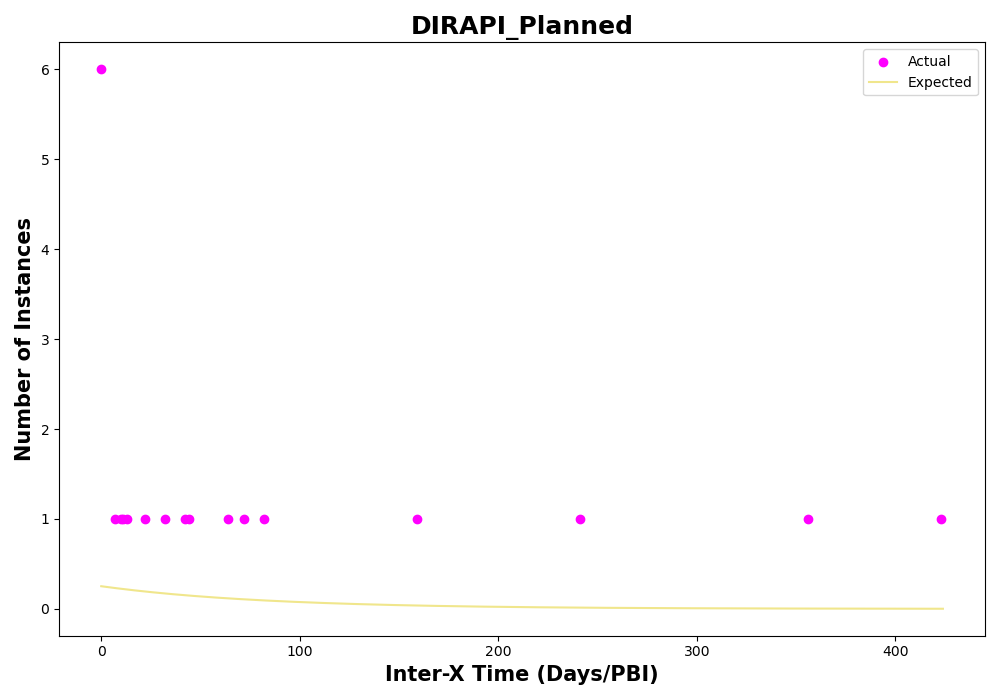 DIRAPI_Planned
Actual
Expected
6
5
4
3
2
1
0
Number of Instances
0 100 200 300 400
Inter-X Time (Days/PBI)